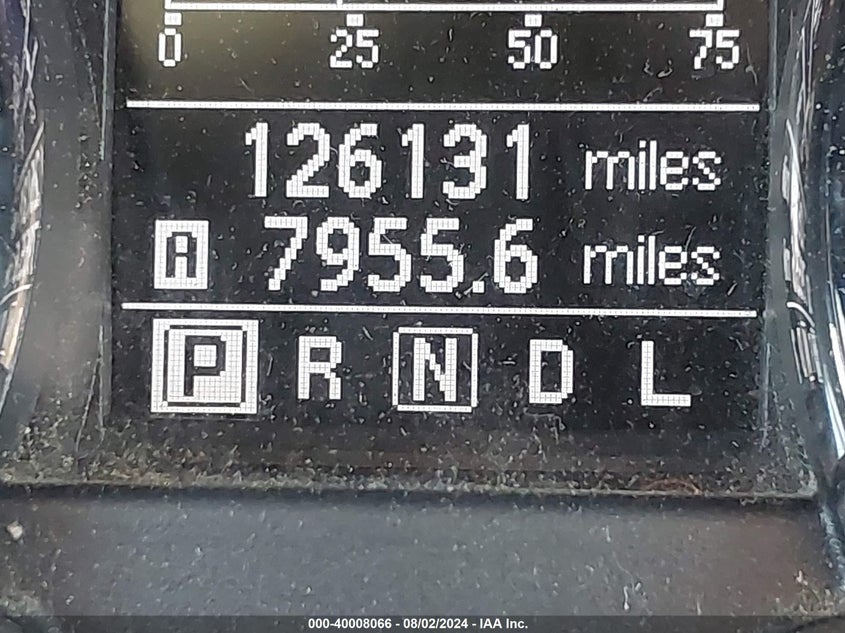 0 25 50 75
126131 miles
A 7955.6 miles
P R N D L
000-40008066 - 08/02/2024 - IAA Inc.